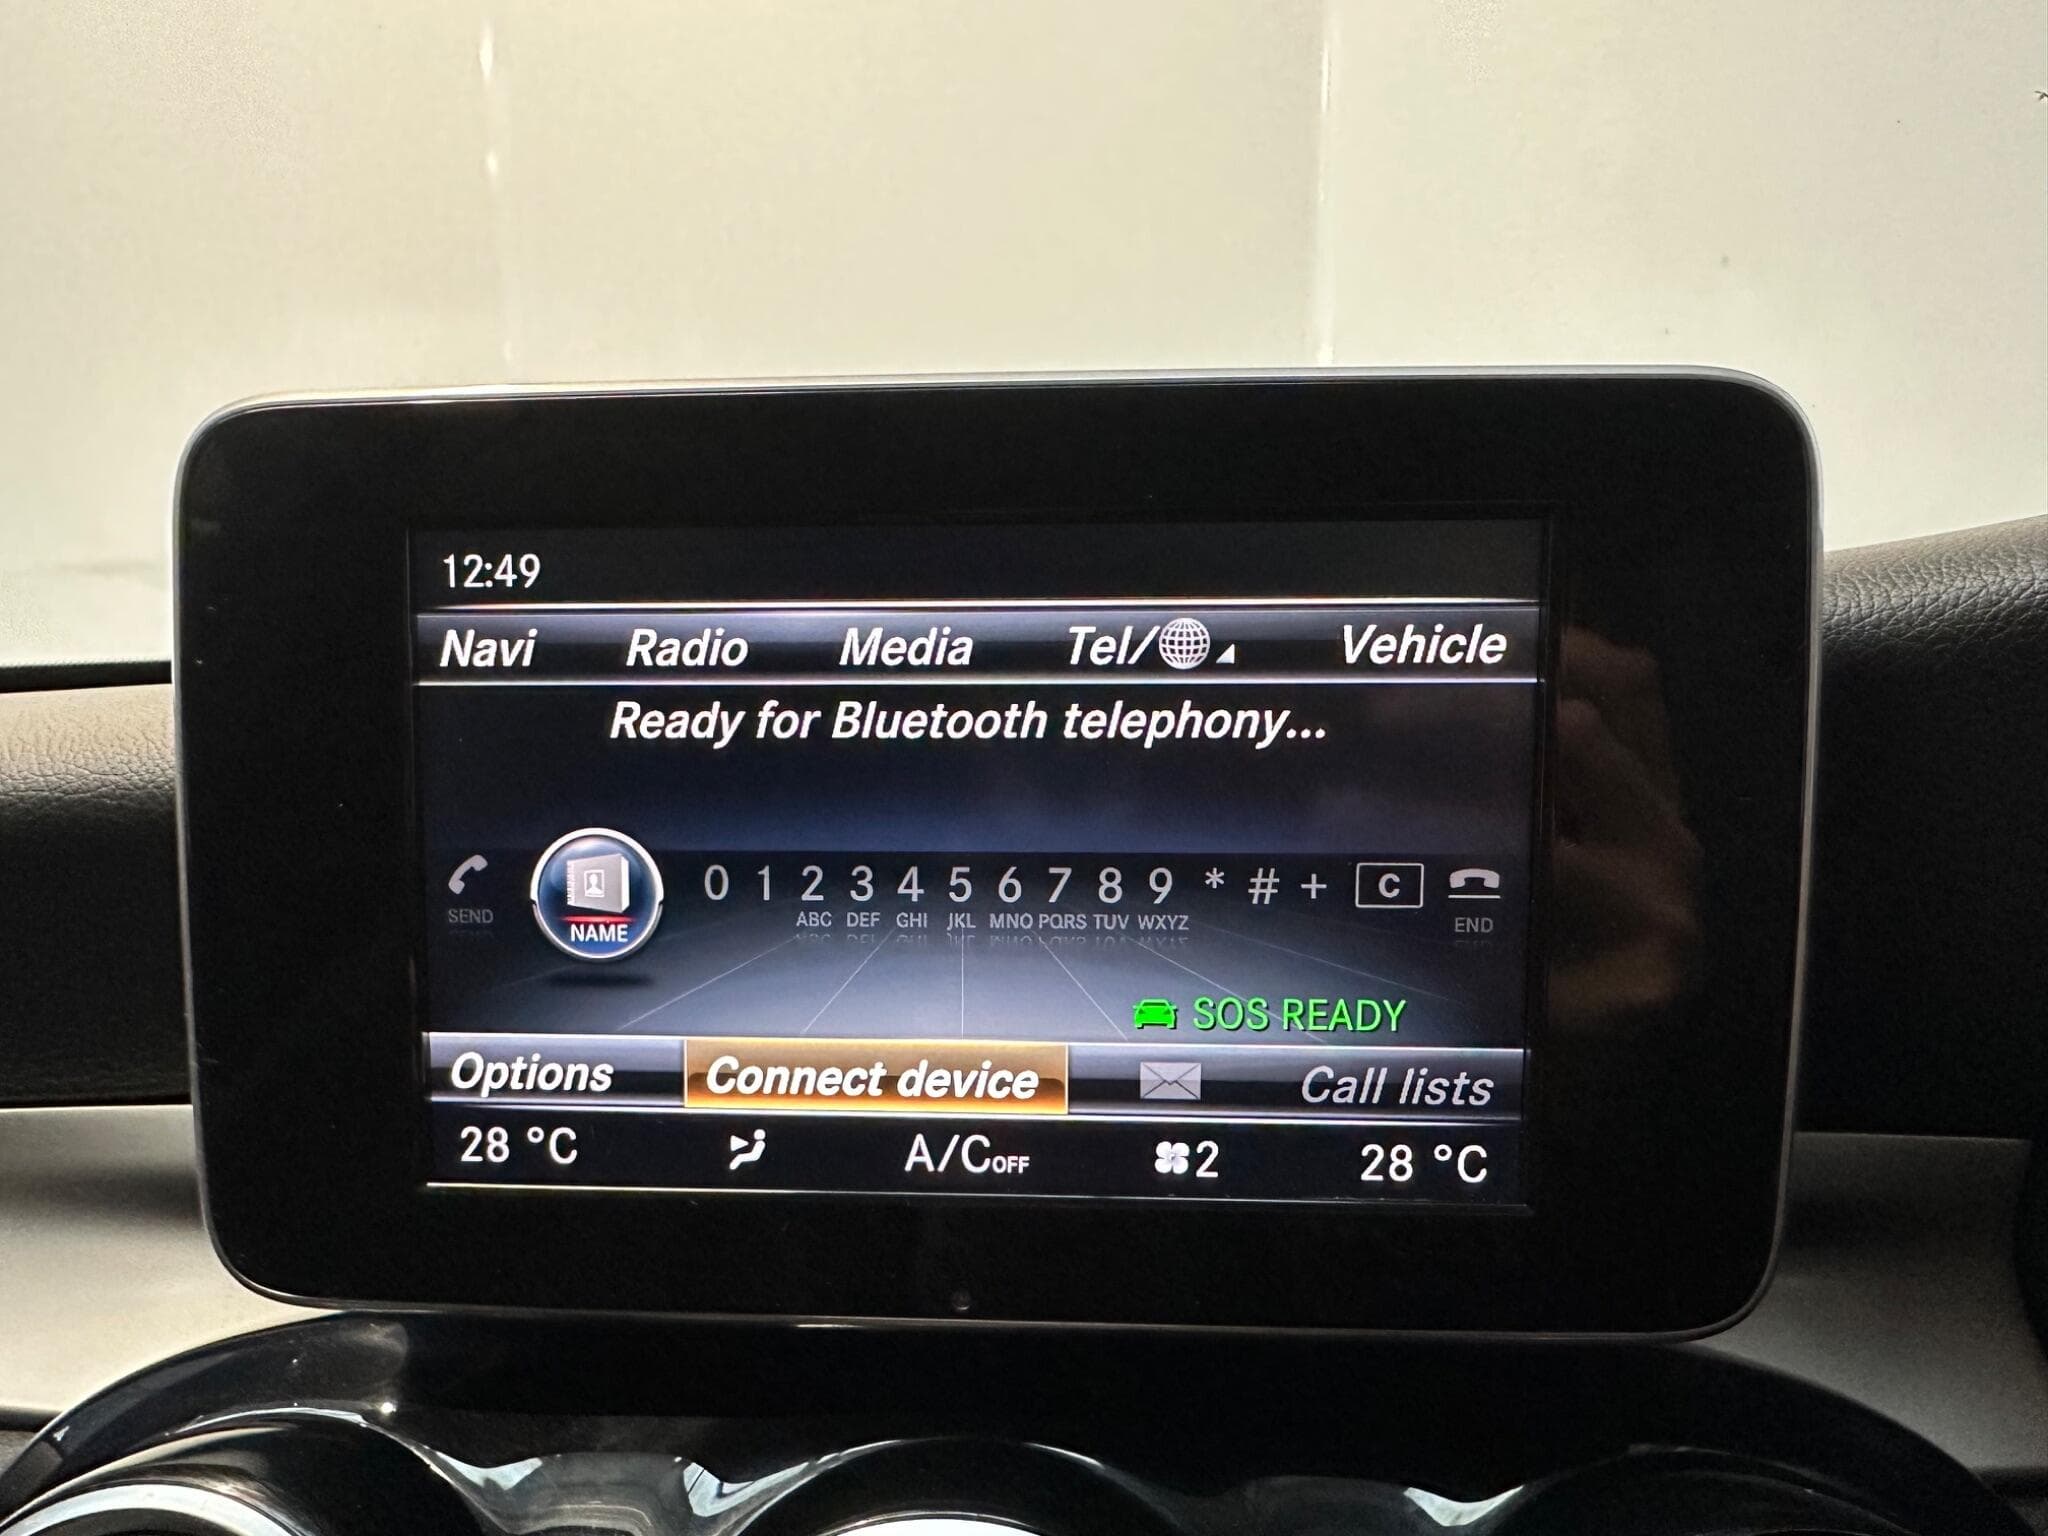 12:49
Navi Radio Media Tel/ Vehicle
Ready for Bluetooth telephony...
0 1 2 3 4 5 6 7 8 9 * # + C
SEND NAME ABC DEF GHI JKL MNO PQRS TUV WXYZ END
SOS READY
Options Connect device Call lists
28 °C A/COFF 2 28 °C